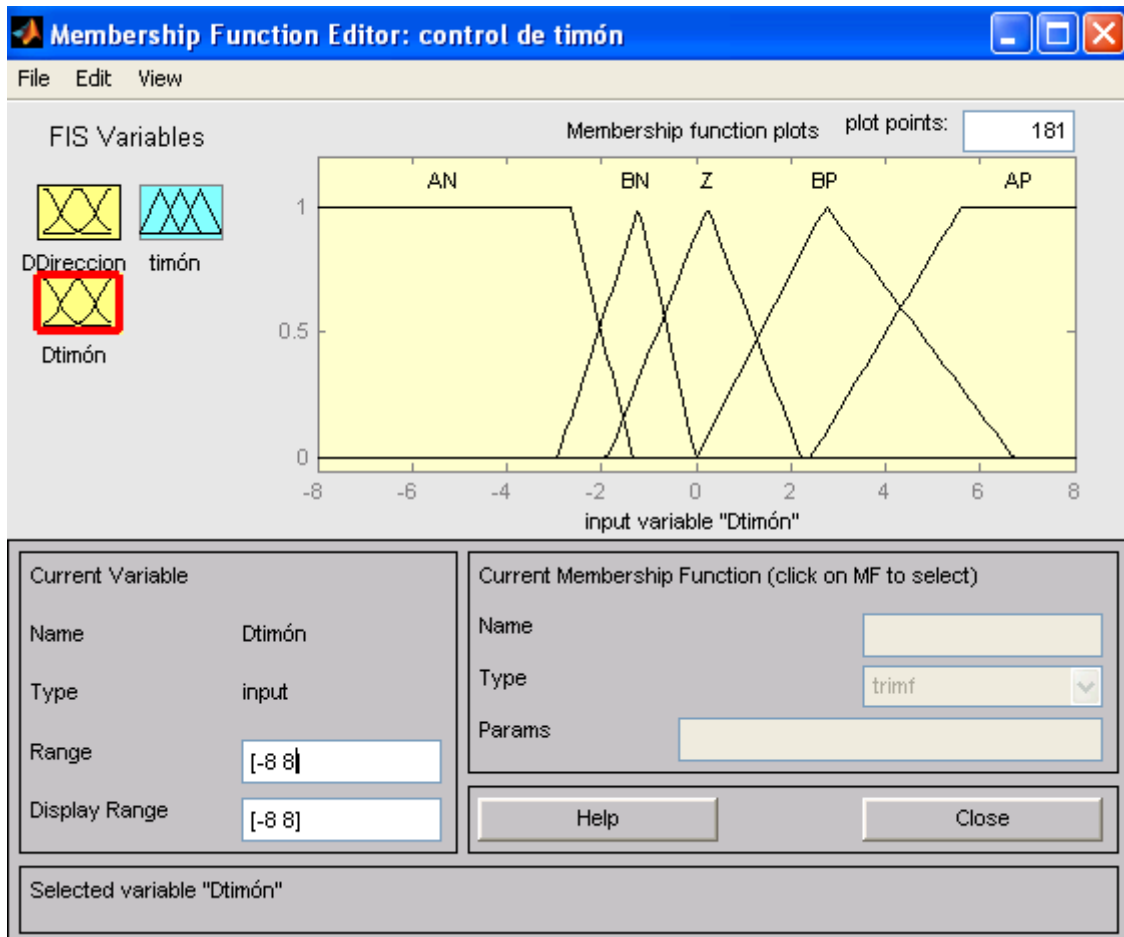 Membership Function Editor: control de timón
File Edit View
FIS Variables
Membership function plots plot points: 181
DDireccion timón
Dtimón
AN BN Z BP AP
1
0.5
0
-8 -6 -4 -2 0 2 4 6 8
input variable "Dtimón"
Current Variable
Name Dtimón
Type input
Range [-8 8]
Display Range [-8 8]
Current Membership Function (click on MF to select)
Name
Type trimf
Params
Help Close
Selected variable "Dtimón"